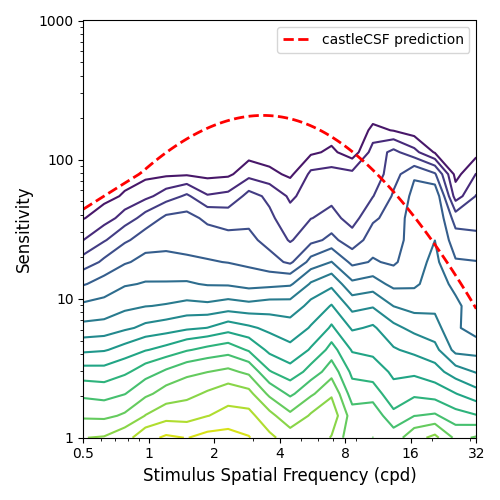 castleCSF prediction
1000
100
10
1
Sensitivity
0.5 1 2 4 8 16 32
Stimulus Spatial Frequency (cpd)